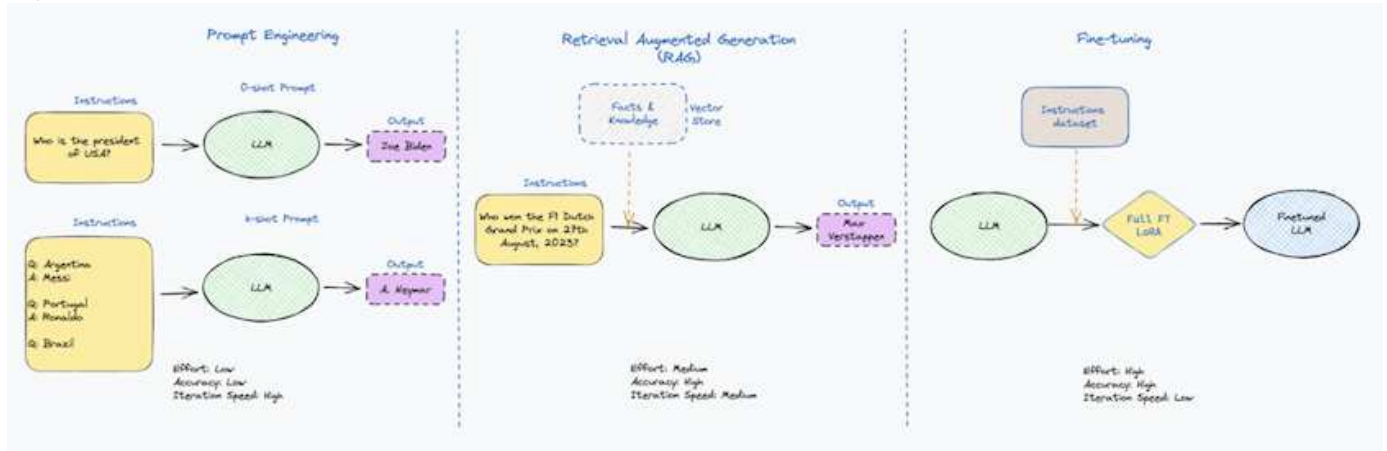 Prompt Engineering
0-shot Prompt
Instructions
Who is the president
of USA?
LLM
Output
Joe Biden
k-shot Prompt
Instructions
Q: Argentina
A: Messi
Q: Portugal
A: Ronaldo
Q: Brazil
LLM
Output
A: Neymar
Effort: Low
Accuracy: Low
Iteration Speed: High
Retrieval Augmented Generation
(RAG)
Facts &
Knowledge
Vector
Store
Instructions
Who won the F1 Dutch
Grand Prix on 27th
August, 2023?
LLM
Output
Max
Verstappen
Effort: Medium
Accuracy: High
Iteration Speed: Medium
Fine-tuning
Instructions
dataset
LLM
Full FT
LoRA
Finetuned
LLM
Effort: High
Accuracy: High
Iteration Speed: Low